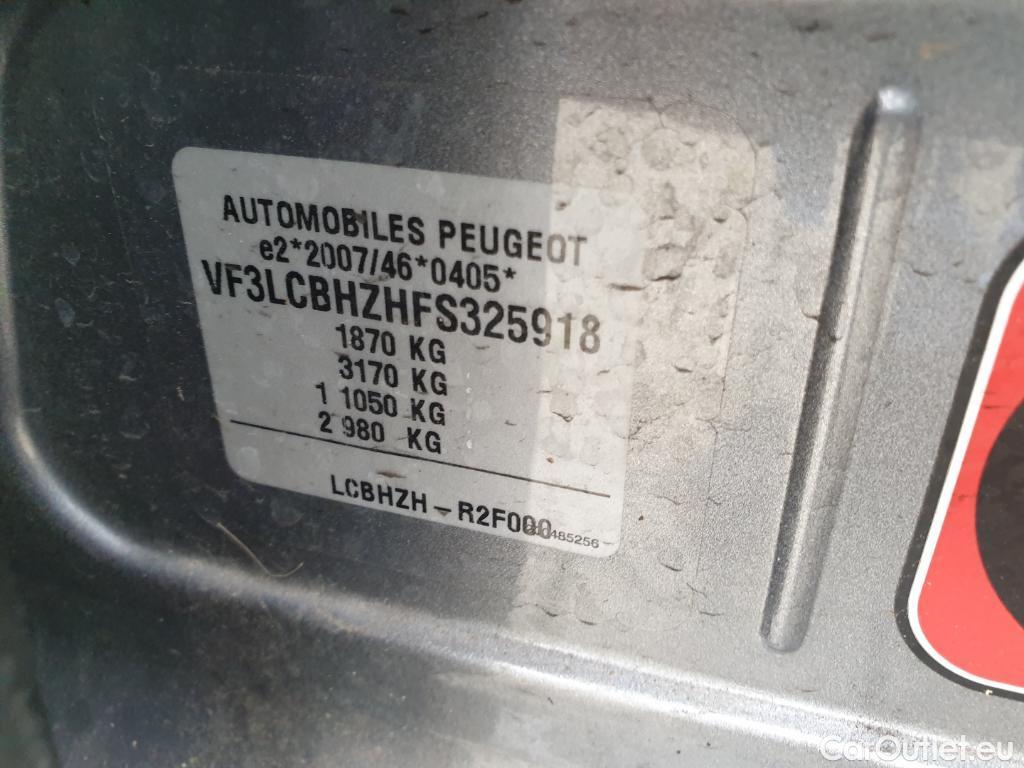 AUTOMOBILES PEUGEOT
e2*2007/46*0405*
VF3LCBHZHFS325918
1870 KG
3170 KG
1 1050 KG
2 980 KG
LCBHZH - R2F000
CarOutlet.eu